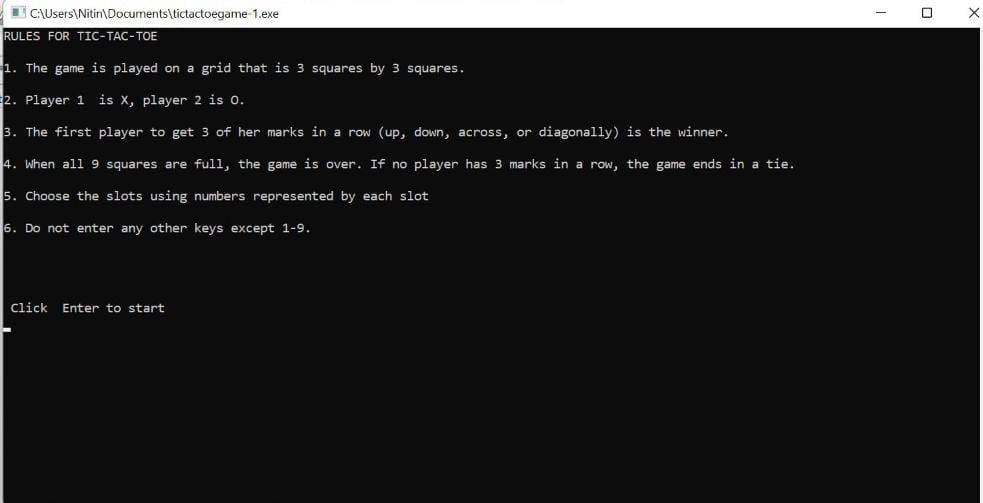 C:\Users\Nitin\Documents\tictactoegame-1.exe
RULES FOR TIC-TAC-TOE
1. The game is played on a grid that is 3 squares by 3 squares.
2. Player 1  is X, player 2 is O.
3. The first player to get 3 of her marks in a row (up, down, across, or diagonally) is the winner.
4. When all 9 squares are full, the game is over. If no player has 3 marks in a row, the game ends in a tie.
5. Choose the slots using numbers represented by each slot
6. Do not enter any other keys except 1-9.
Click  Enter to start